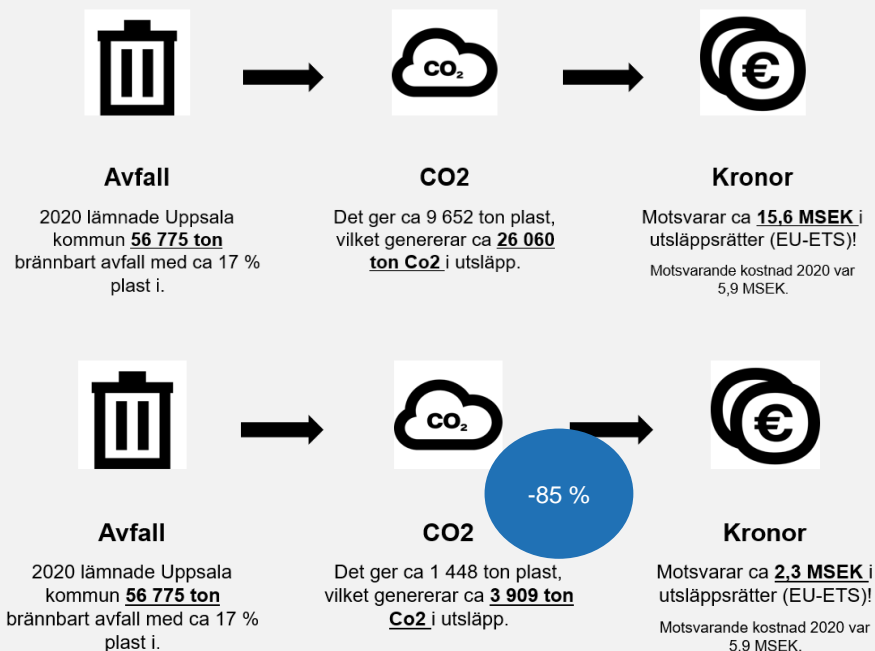 CO₂
€
Avfall
2020 lämnade Uppsala
kommun 56 775 ton
brännbart avfall med ca 17 %
plast i.
CO2
Det ger ca 9 652 ton plast,
vilket genererar ca 26 060
ton Co2 i utsläpp.
Kronor
Motsvarar ca 15,6 MSEK i
utsläppsrätter (EU-ETS)!
Motsvarande kostnad 2020 var
5,9 MSEK.
CO₂
€
-85 %
Avfall
2020 lämnade Uppsala
kommun 56 775 ton
brännbart avfall med ca 17 %
plast i.
CO2
Det ger ca 1 448 ton plast,
vilket genererar ca 3 909 ton
Co2 i utsläpp.
Kronor
Motsvarar ca 2,3 MSEK i
utsläppsrätter (EU-ETS)!
Motsvarande kostnad 2020 var
5,9 MSEK.